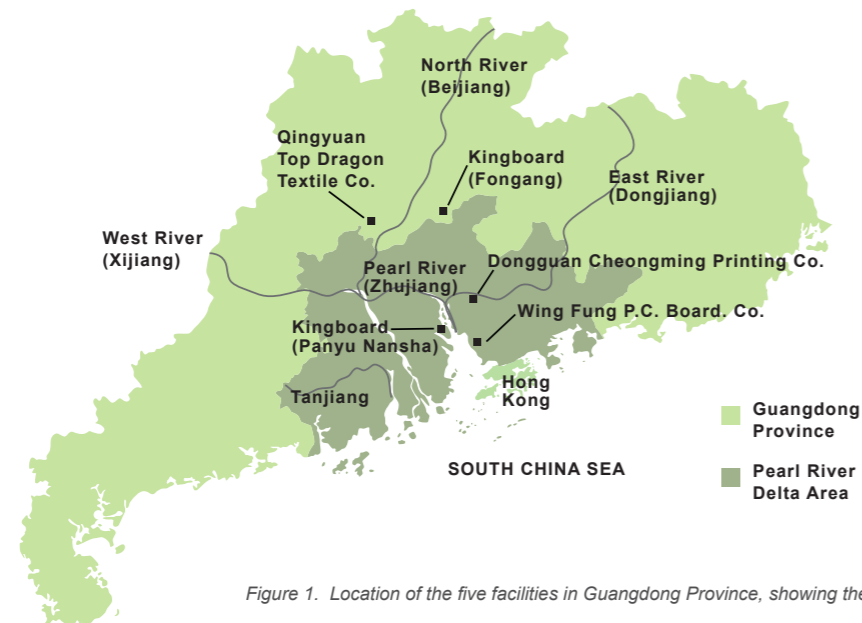 North River
(Beijiang)
Qingyuan
Top Dragon
Textile Co.
Kingboard
(Fongang)
East River
(Dongjiang)
West River
(Xijiang)
Pearl River
(Zhujiang)
Dongguan Cheongming Printing Co.
Kingboard
(Panyu Nansha)
Wing Fung P.C. Board. Co.
Tanjiang
Hong
Kong
Guangdong
Province
SOUTH CHINA SEA
Pearl River
Delta Area
Figure 1. Location of the five facilities in Guangdong Province, showing the